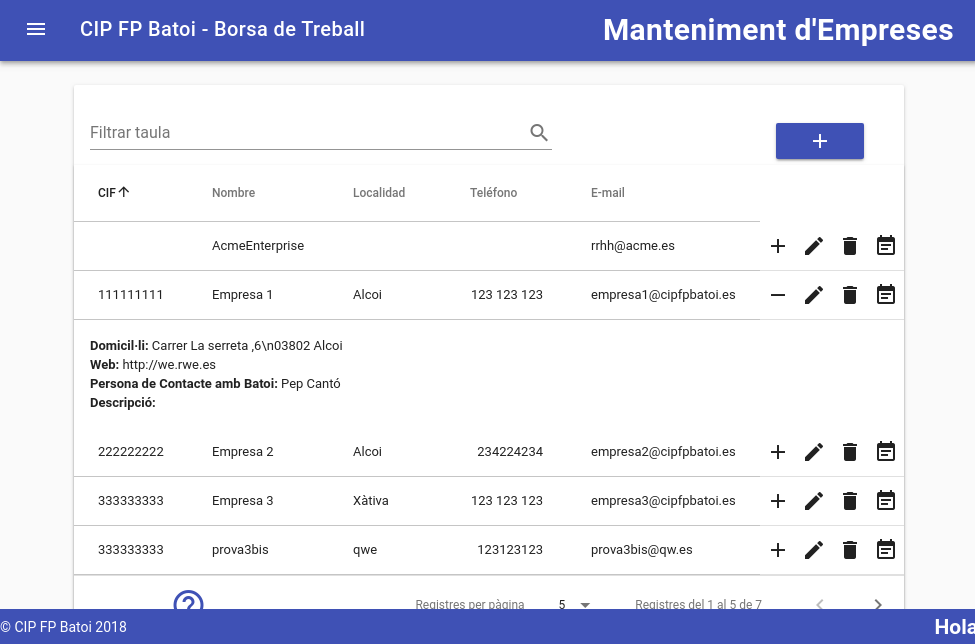 CIP FP Batoi - Borsa de Treball Manteniment d'Empreses
Filtrar taula
CIF Nombre Localidad Teléfono E-mail
AcmeEnterprise rrhh@acme.es
111111111 Empresa 1 Alcoi 123 123 123 empresa1@cipfpbatoi.es
Domicil·li: Carrer La serreta ,6\n03802 Alcoi
Web: http://we.rwe.es
Persona de Contacte amb Batoi: Pep Cantó
Descripció:
222222222 Empresa 2 Alcoi 234224234 empresa2@cipfpbatoi.es
333333333 Empresa 3 Xàtiva 123 123 123 empresa3@cipfpbatoi.es
333333333 prova3bis qwe 123123123 prova3bis@qw.es
Registres per pàgina 5 Registres del 1 al 5 de 7
© CIP FP Batoi 2018 Hola